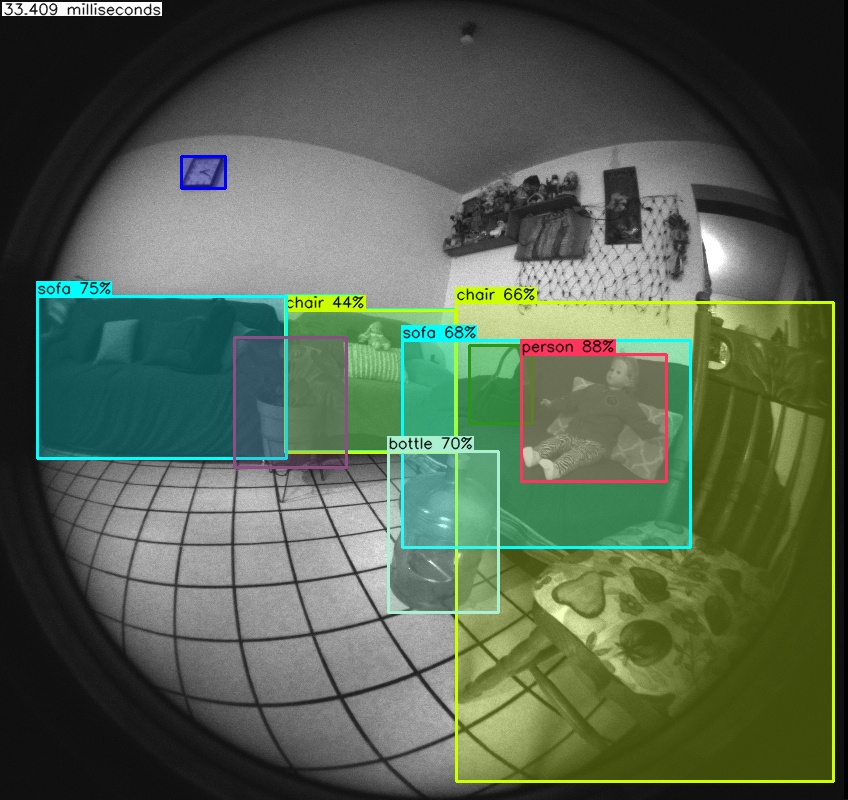 33.409 milliseconds
sofa 75%
chair 44%
chair 66%
sofa 68%
person 88%
bottle 70%